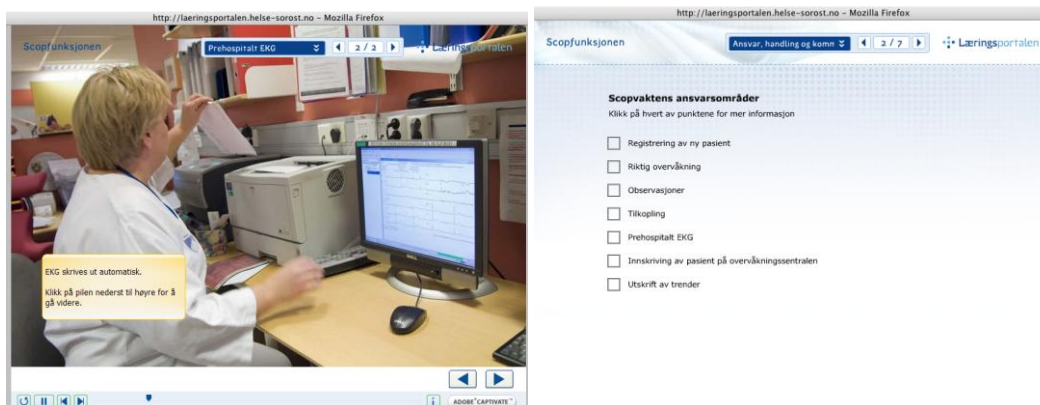 http://laeringsportalen.helse-sorost.no – Mozilla Firefox
Scopfunksjonen
Prehospitalt EKG
2 / 2
Læringsportalen
EKG skrives ut automatisk.
Klikk på pilen nederst til høyre for å
gå videre.
DELL
i
ADOBE CAPTIVATE™
http://laeringsportalen.helse-sorost.no – Mozilla Firefox
Scopfunksjonen
Ansvar, handling og komm
2 / 7
Læringsportalen
Scopvaktens ansvarsområder
Klikk på hvert av punktene for mer informasjon
Registrering av ny pasient
Riktig overvåkning
Observasjoner
Tilkopling
Prehospitalt EKG
Innskriving av pasient på overvåkningssentralen
Utskrift av trender